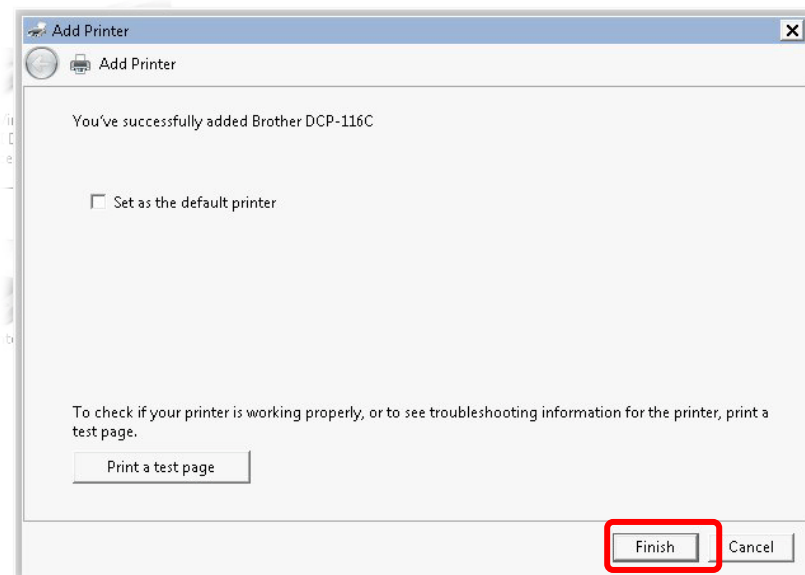 Add Printer
Add Printer
You've successfully added Brother DCP-116C
Set as the default printer
To check if your printer is working properly, or to see troubleshooting information for the printer, print a
test page.
Print a test page
Finish
Cancel